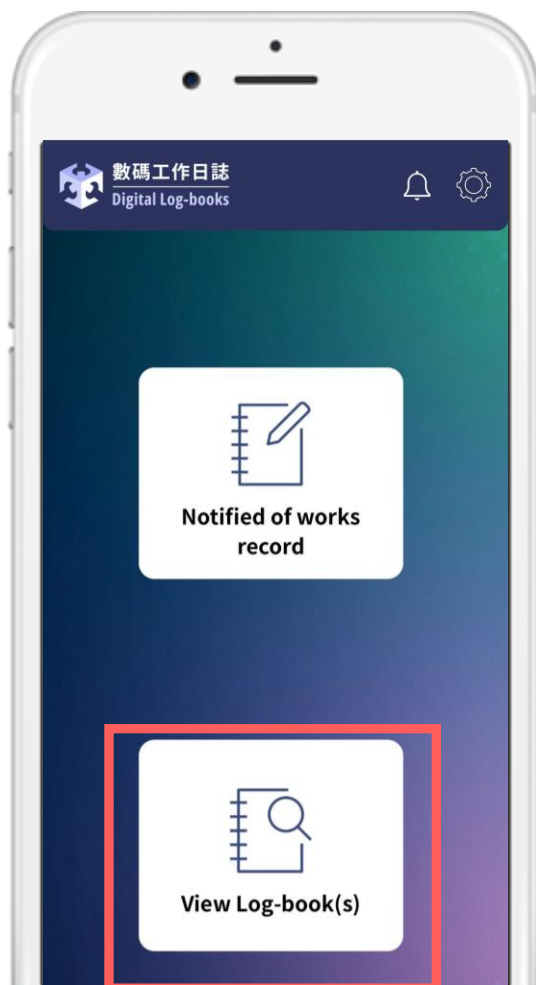 數碼工作日誌
Digital Log-books
Notified of works
record
View Log-book(s)